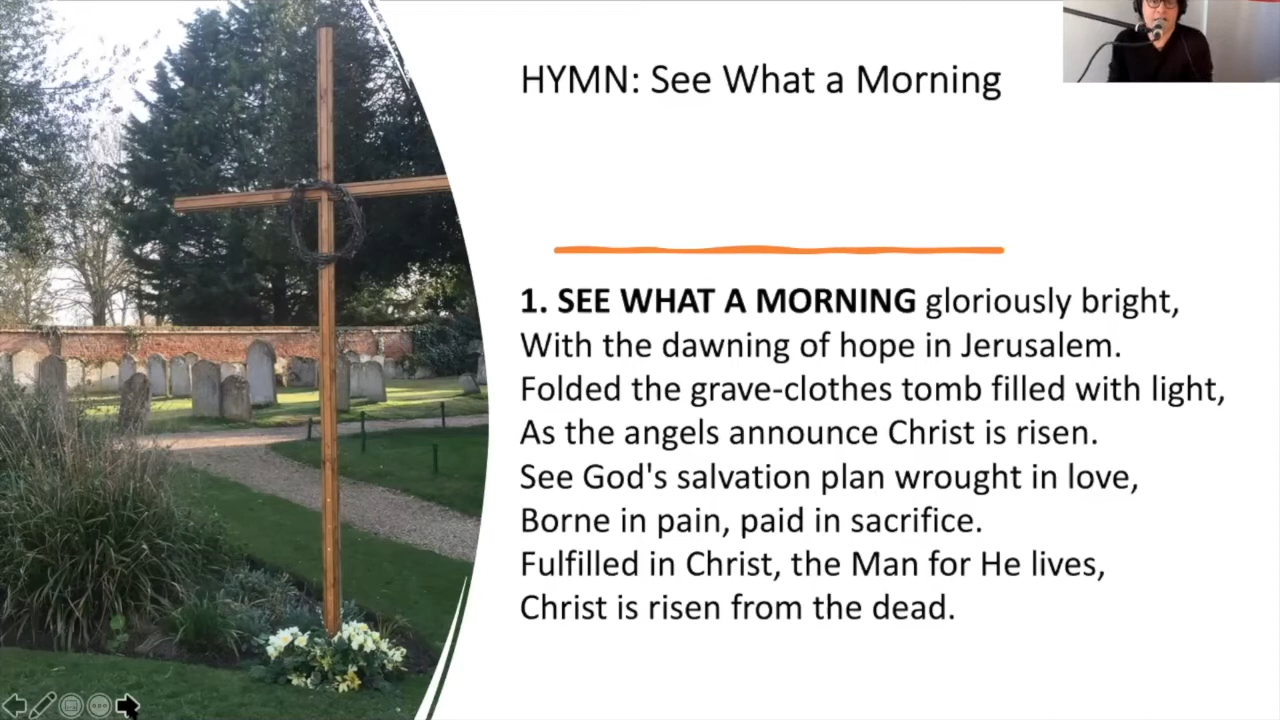 HYMN: See What a Morning
1. SEE WHAT A MORNING gloriously bright,
With the dawning of hope in Jerusalem.
Folded the grave-clothes tomb filled with light,
As the angels announce Christ is risen.
See God's salvation plan wrought in love,
Borne in pain, paid in sacrifice.
Fulfilled in Christ, the Man for He lives,
Christ is risen from the dead.